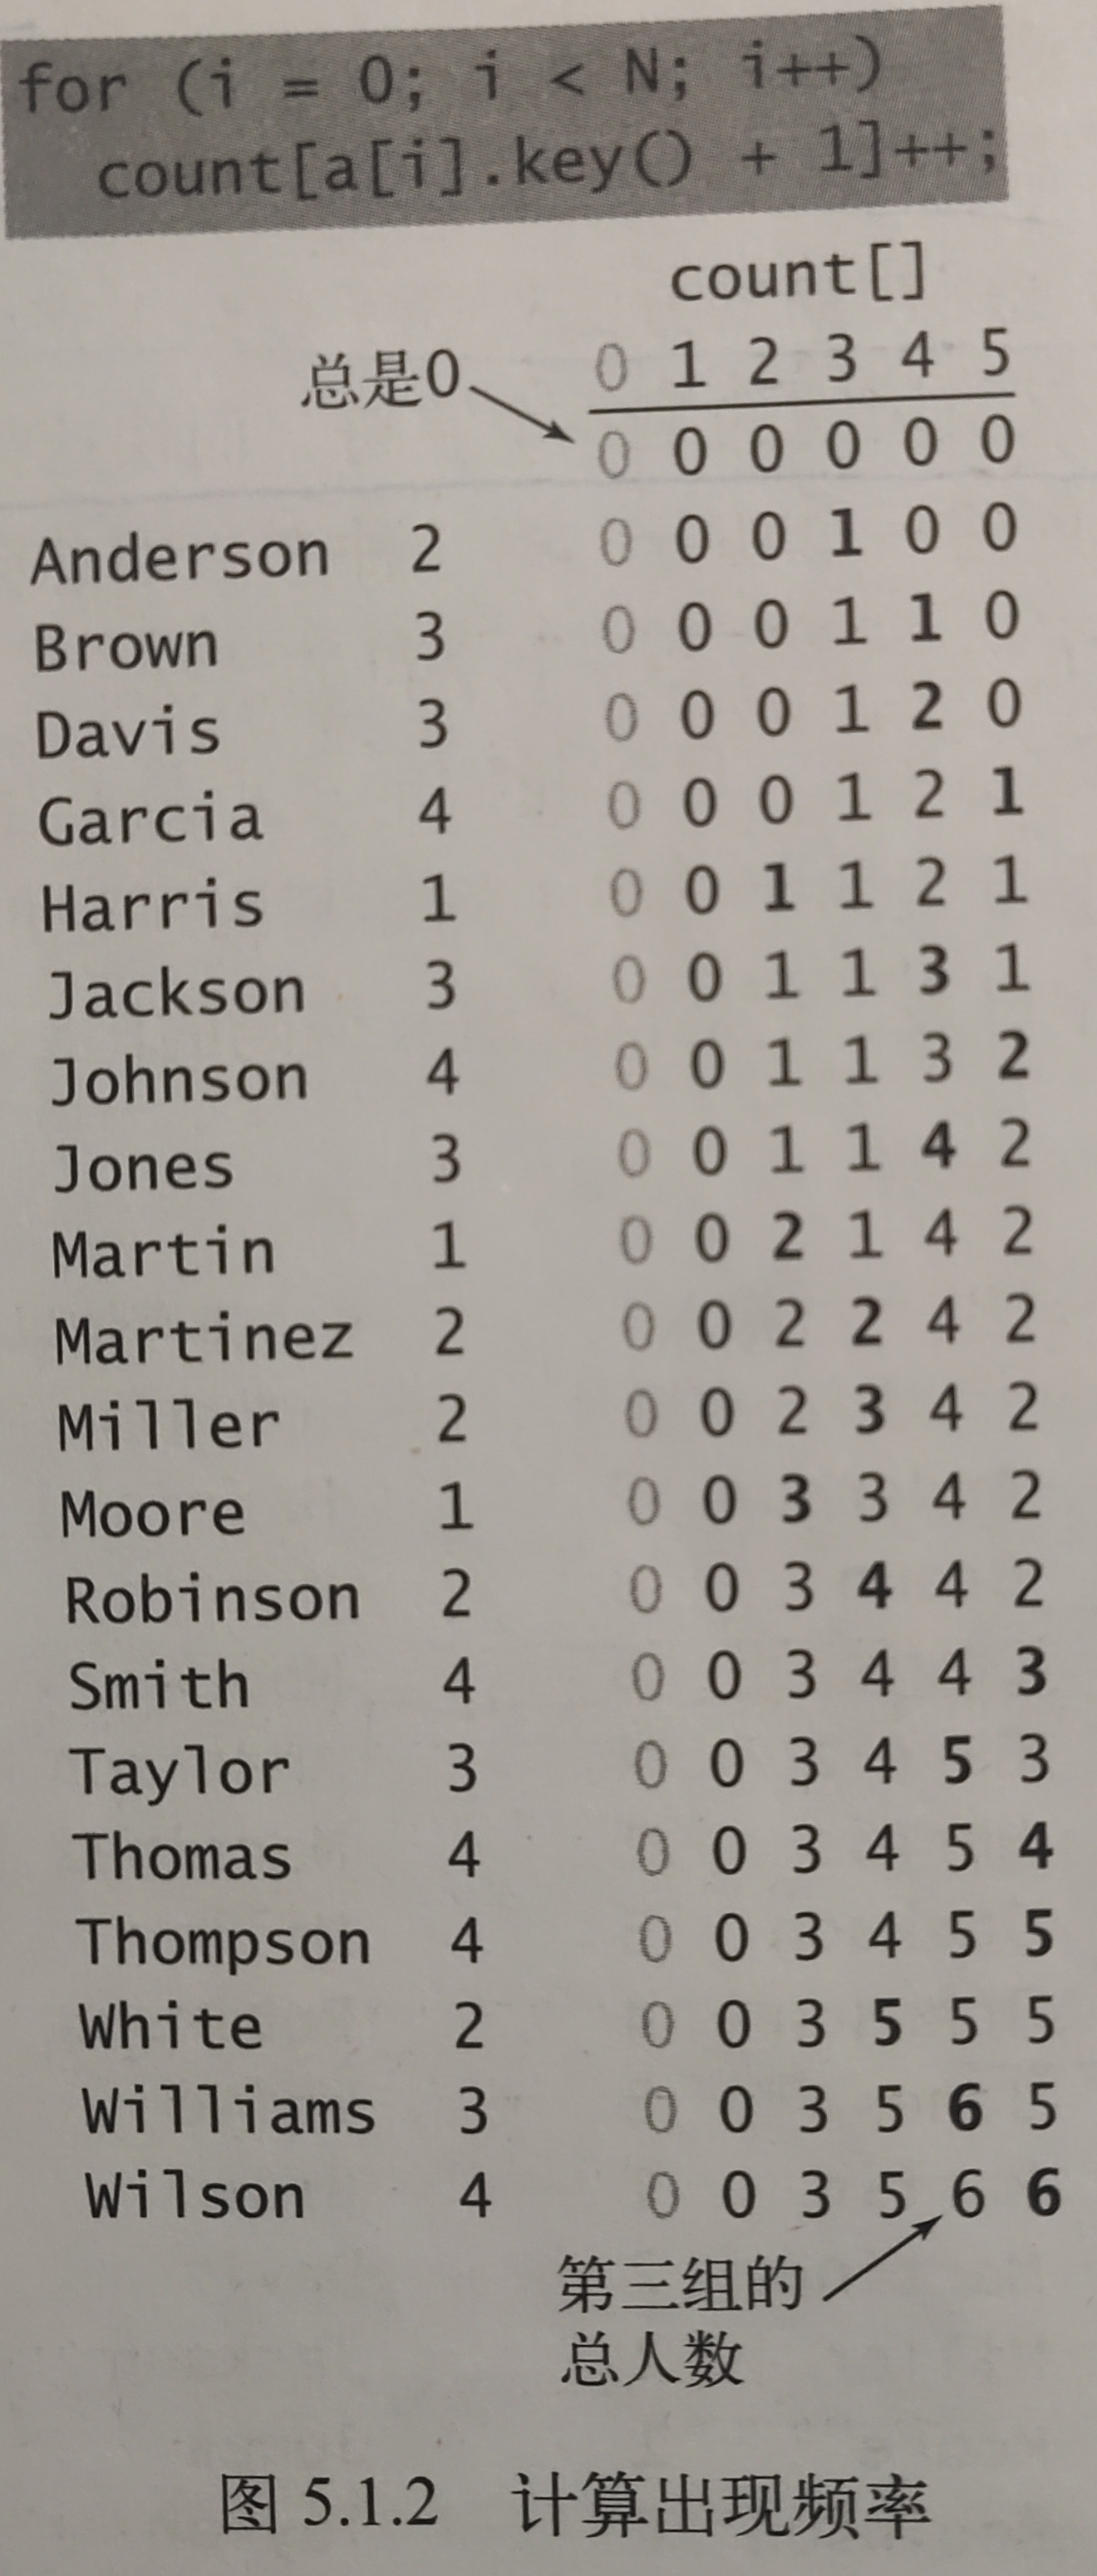 for (i = 0; i < N; i++)
count[a[i].key() + 1]++;
count[]
总是0 0 1 2 3 4 5
0 0 0 0 0 0
Anderson 2 0 0 0 1 0 0
Brown 3 0 0 0 1 1 0
Davis 3 0 0 0 1 2 0
Garcia 4 0 0 0 1 2 1
Harris 1 0 0 1 1 2 1
Jackson 3 0 0 1 1 3 1
Johnson 4 0 0 1 1 3 2
Jones 3 0 0 1 1 4 2
Martin 1 0 0 2 1 4 2
Martinez 2 0 0 2 2 4 2
Miller 2 0 0 2 3 4 2
Moore 1 0 0 3 3 4 2
Robinson 2 0 0 3 4 4 2
Smith 4 0 0 3 4 4 3
Taylor 3 0 0 3 4 5 3
Thomas 4 0 0 3 4 5 4
Thompson 4 0 0 3 4 5 5
White 2 0 0 3 5 5 5
Williams 3 0 0 3 5 6 5
Wilson 4 0 0 3 5 6 6
第三组的
总人数
图 5.1.2 计算出现频率